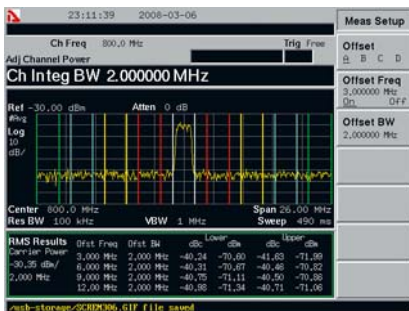 23:11:39 2008-03-06
Meas Setup
Ch Freq 800.0 MHz Trig Free
Adj Channel Power
Ch Integ BW 2.000000 MHz
Offset
A B C D
Offset Freq
3.000000 MHz
On Off
Offset BW
2.000000 MHz
Ref -30.00 dBm Atten 0 dB
#Avg
Log
10
dB/
Center 800.0 MHz Span 26.00 MHz
Res BW 100 kHz VBW 1 MHz Sweep 490 ms
RMS Results Ofst Freq Ofst BW dBc Lower dBm dBc Upper dBm
Carrier Power 3.000 MHz 2.000 MHz -40.24 -70.60 -41.63 -71.99
-30.35 dBm/ 6.000 MHz 2.000 MHz -40.31 -70.67 -40.46 -70.82
2.000 MHz 9.000 MHz 2.000 MHz -40.75 -71.11 -40.50 -70.86
12.00 MHz 2.000 MHz -40.98 -71.34 -40.71 -71.06
/usb-storage/SCREN306.GIF file saved